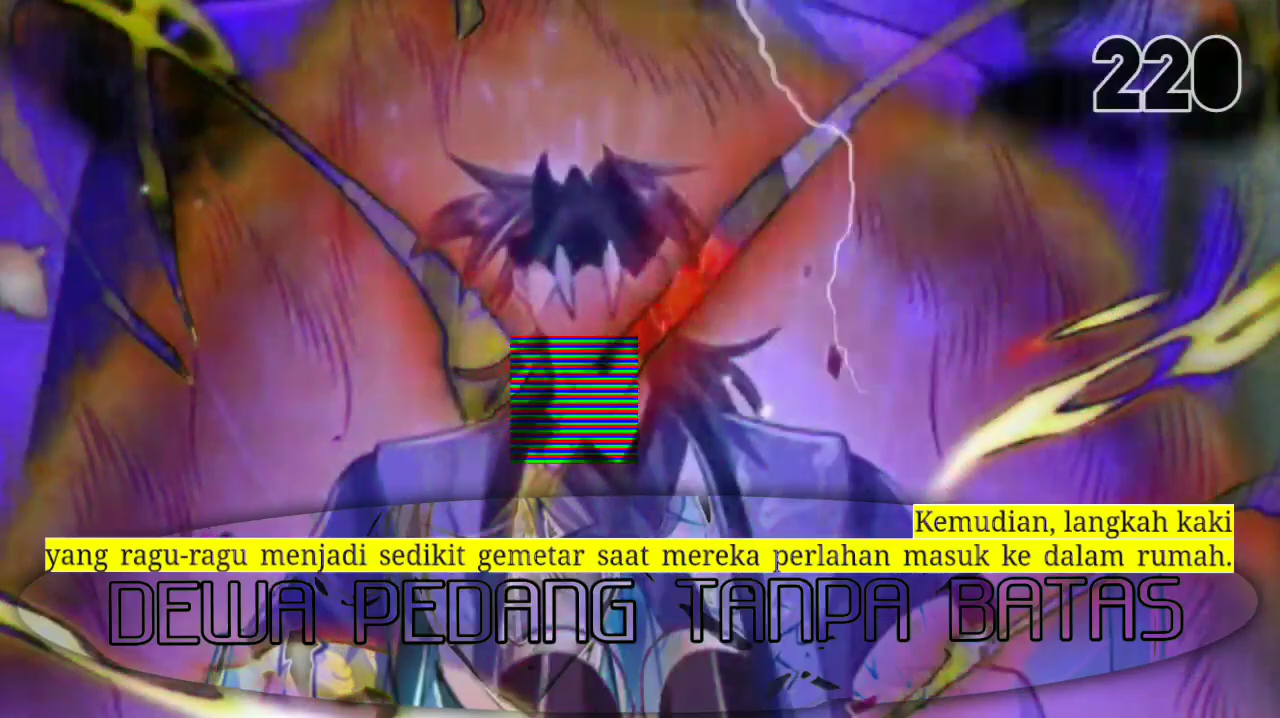 220
Kemudian, langkah kaki
yang ragu-ragu menjadi sedikit gemetar saat mereka perlahan masuk ke dalam rumah.
DEWA PEDANG TANPA BATAS